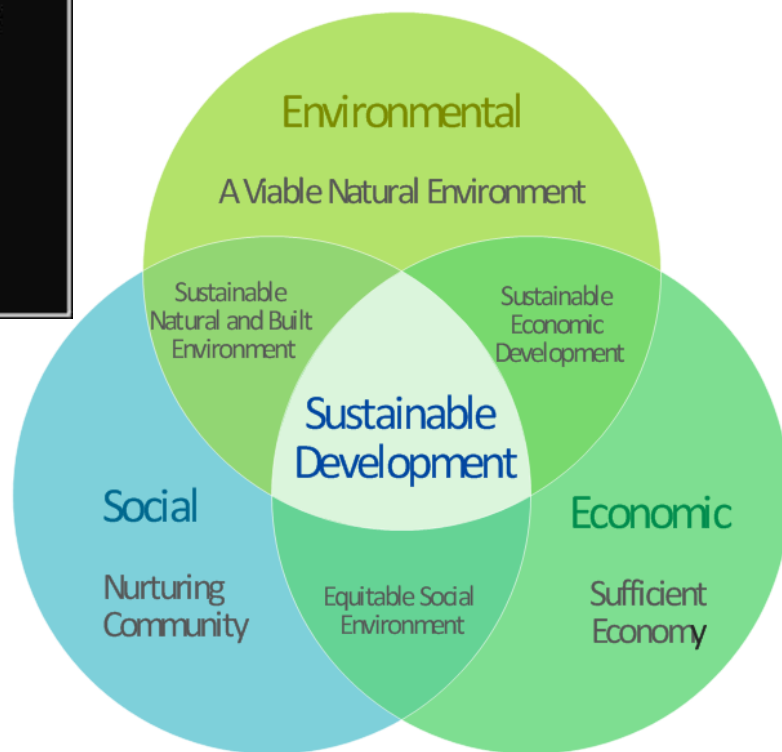 Environmental
A Viable Natural Environment
Sustainable
Natural and Built
Environment
Sustainable
Economic
Development
Sustainable
Development
Social
Nurturing
Community
Equitable Social
Environment
Economic
Sufficient
Economy